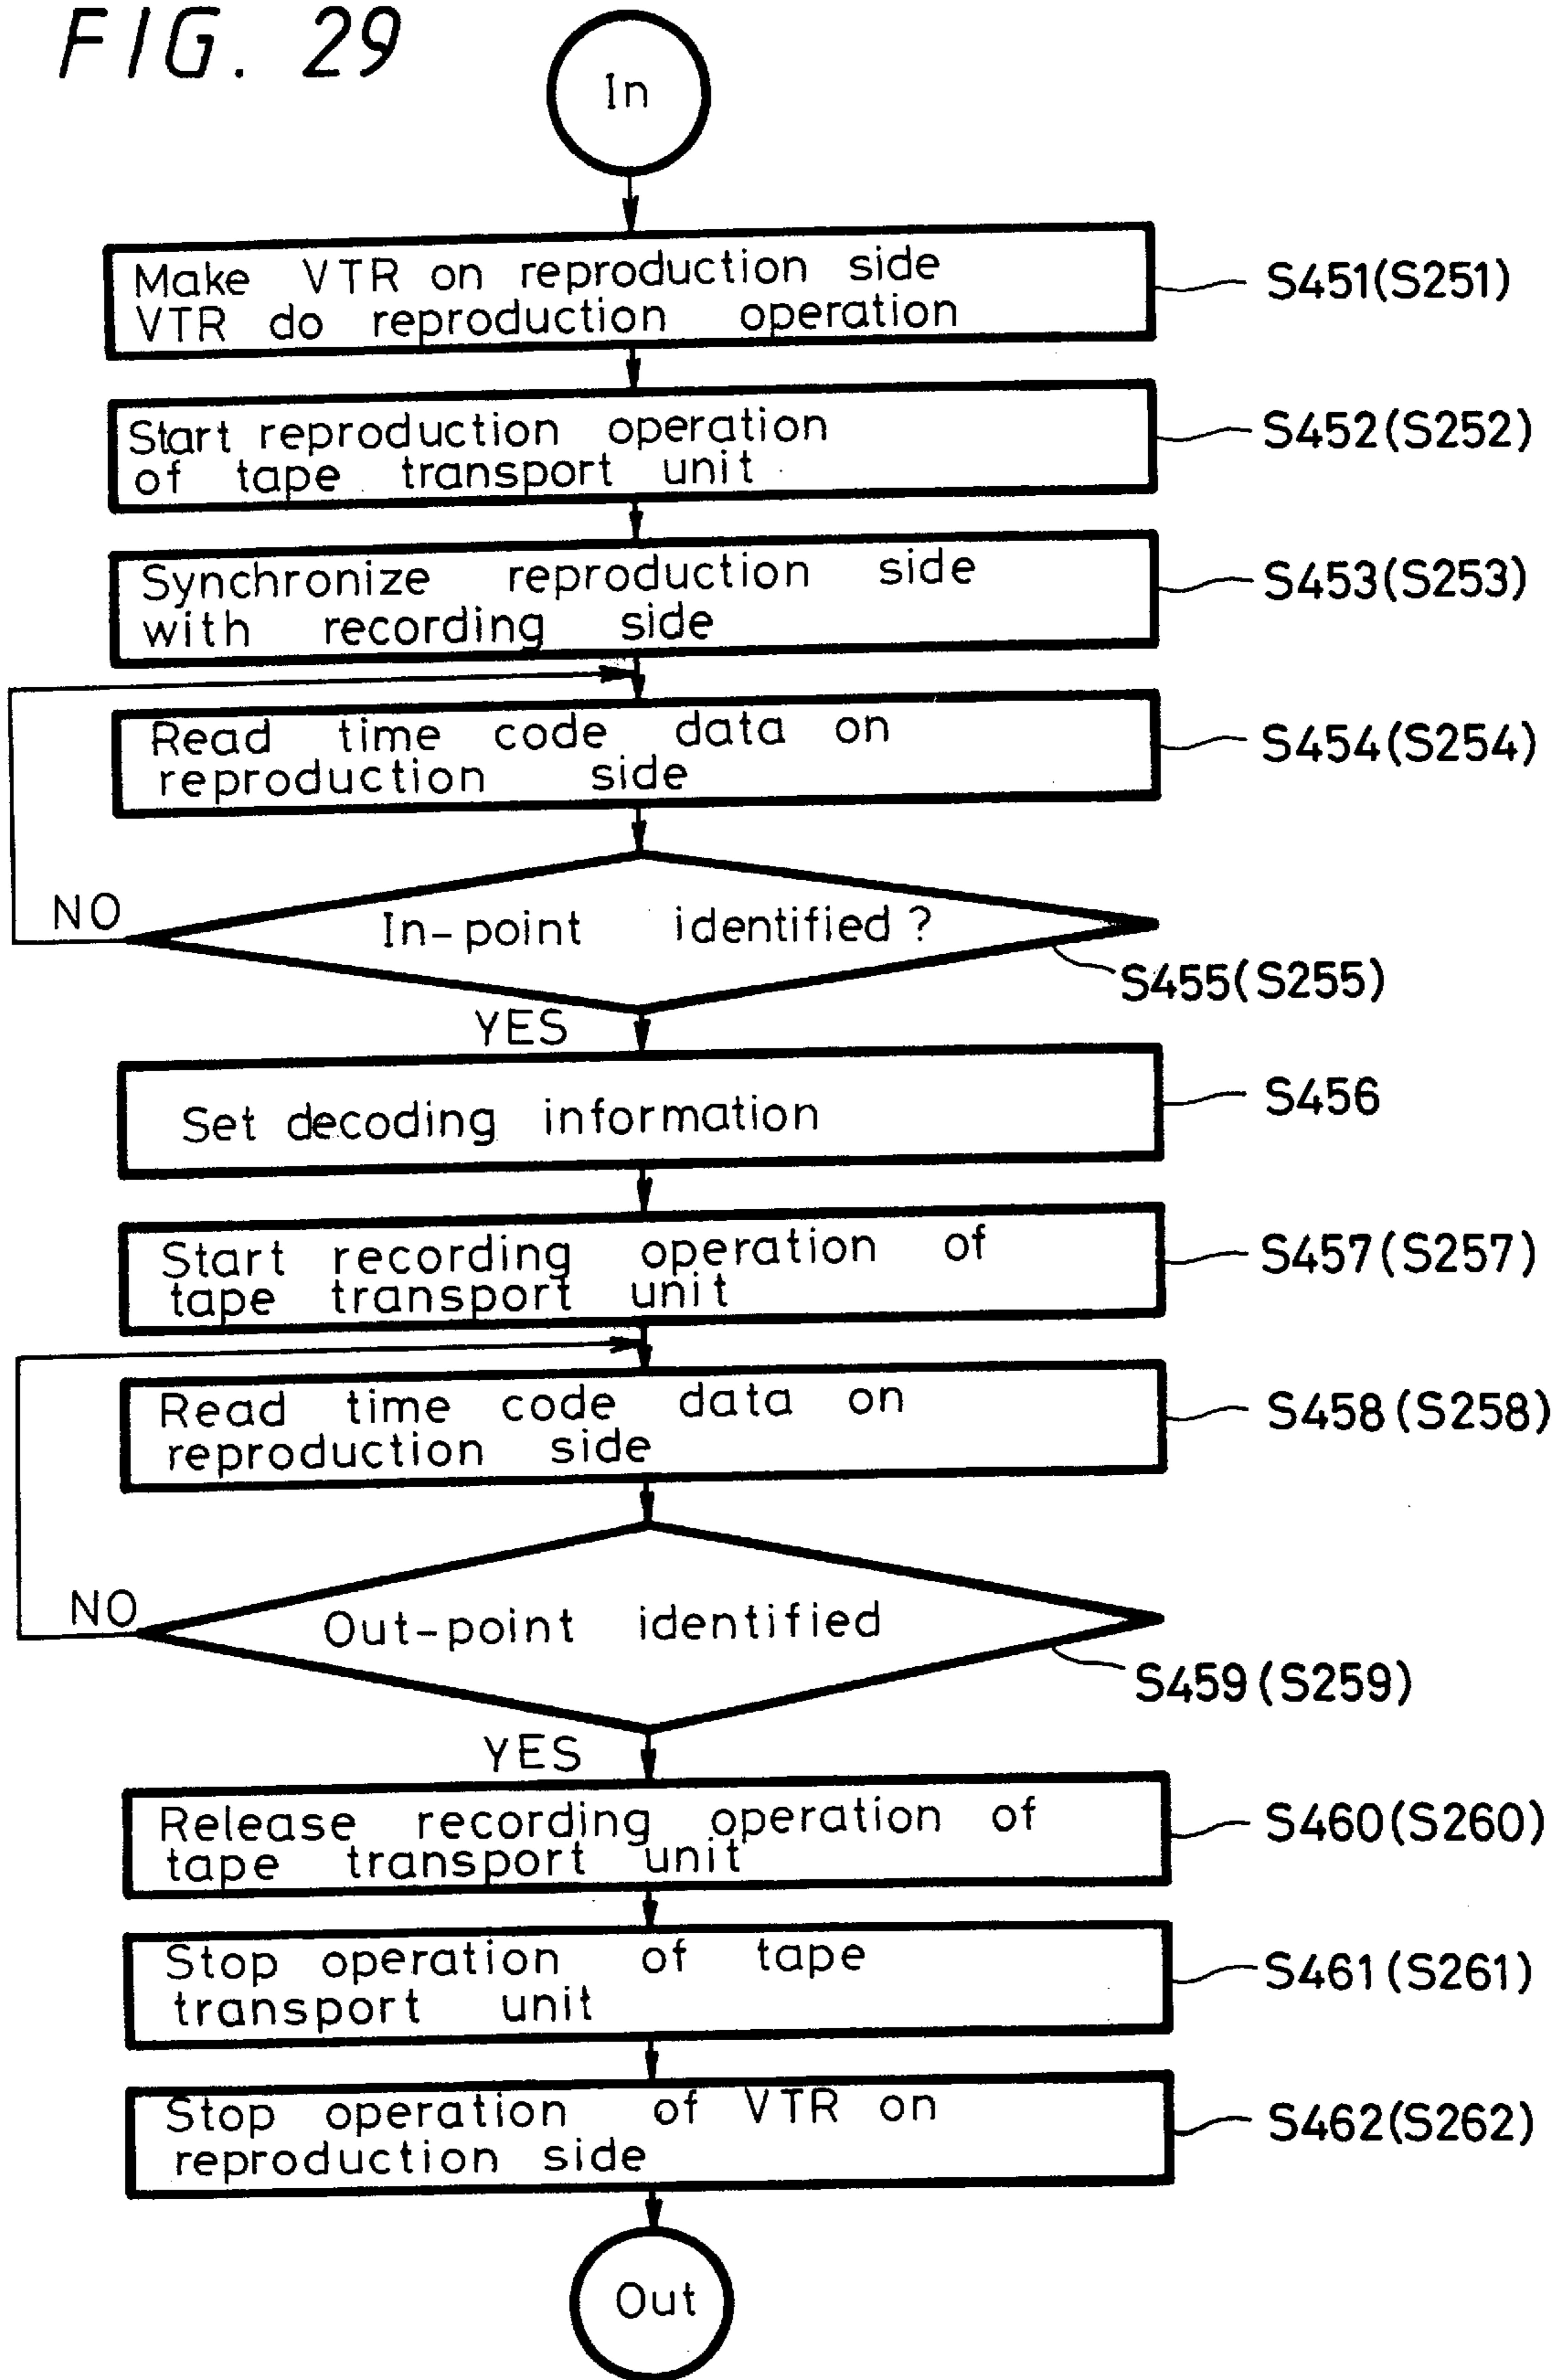 FIG. 29
In
Make VTR on reproduction side
VTR do reproduction operation
S451(S251)
Start reproduction operation
of tape transport unit
S452(S252)
Synchronize reproduction side
with recording side
S453(S253)
Read time code data on
reproduction side
S454(S254)
NO
In-point identified?
S455(S255)
YES
Set decoding information
S456
Start recording operation of
tape transport unit
S457(S257)
Read time code data on
reproduction side
S458(S258)
NO
Out-point identified
S459(S259)
YES
Release recording operation of
tape transport unit
S460(S260)
Stop operation of tape
transport unit
S461(S261)
Stop operation of VTR on
reproduction side
S462(S262)
Out